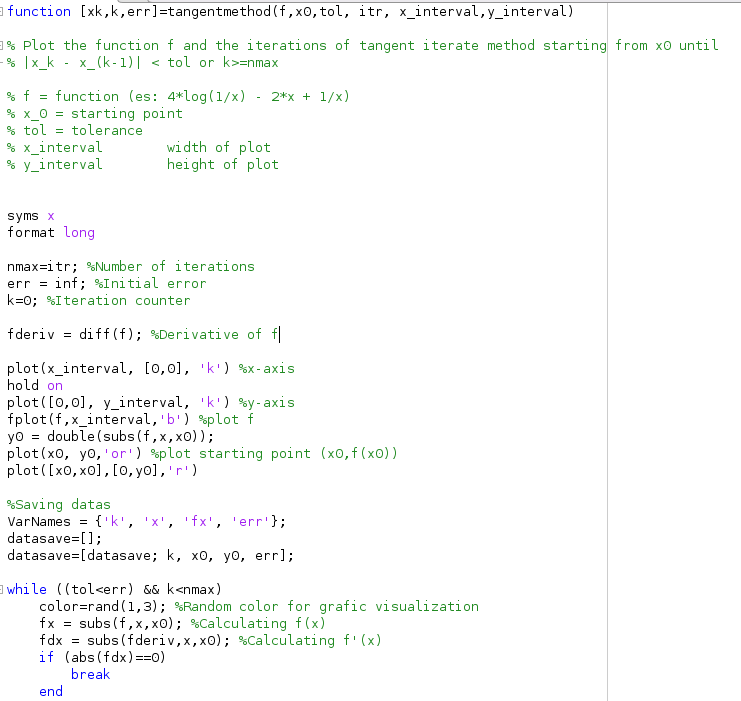 function [xk,k,err]=tangentmethod(f,x0,tol, itr, x_interval,y_interval)
% Plot the function f and the iterations of tangent iterate method starting from x0 until
% |x_k - x_(k-1)| < tol or k>=nmax
% f = function (es: 4*log(1/x) - 2*x + 1/x)
% x_0 = starting point
% tol = tolerance
% x_interval        width of plot
% y_interval        height of plot
syms x
format long
nmax=itr; %Number of iterations
err = inf; %Initial error
k=0; %Iteration counter
fderiv = diff(f); %Derivative of f
plot(x_interval, [0,0], 'k') %x-axis
hold on
plot([0,0], y_interval, 'k') %y-axis
fplot(f,x_interval,'b') %plot f
y0 = double(subs(f,x,x0));
plot(x0, y0,'or') %plot starting point (x0,f(x0))
plot([x0,x0],[0,y0],'r')
%Saving datas
VarNames = {'k', 'x', 'fx', 'err'};
datasave=[];
datasave=[datasave; k, x0, y0, err];
while ((tol<err) && k<nmax)
    color=rand(1,3); %Random color for grafic visualization
    fx = subs(f,x,x0); %Calculating f(x)
    fdx = subs(fderiv,x,x0); %Calculating f'(x)
    if (abs(fdx)==0)
        break
    end